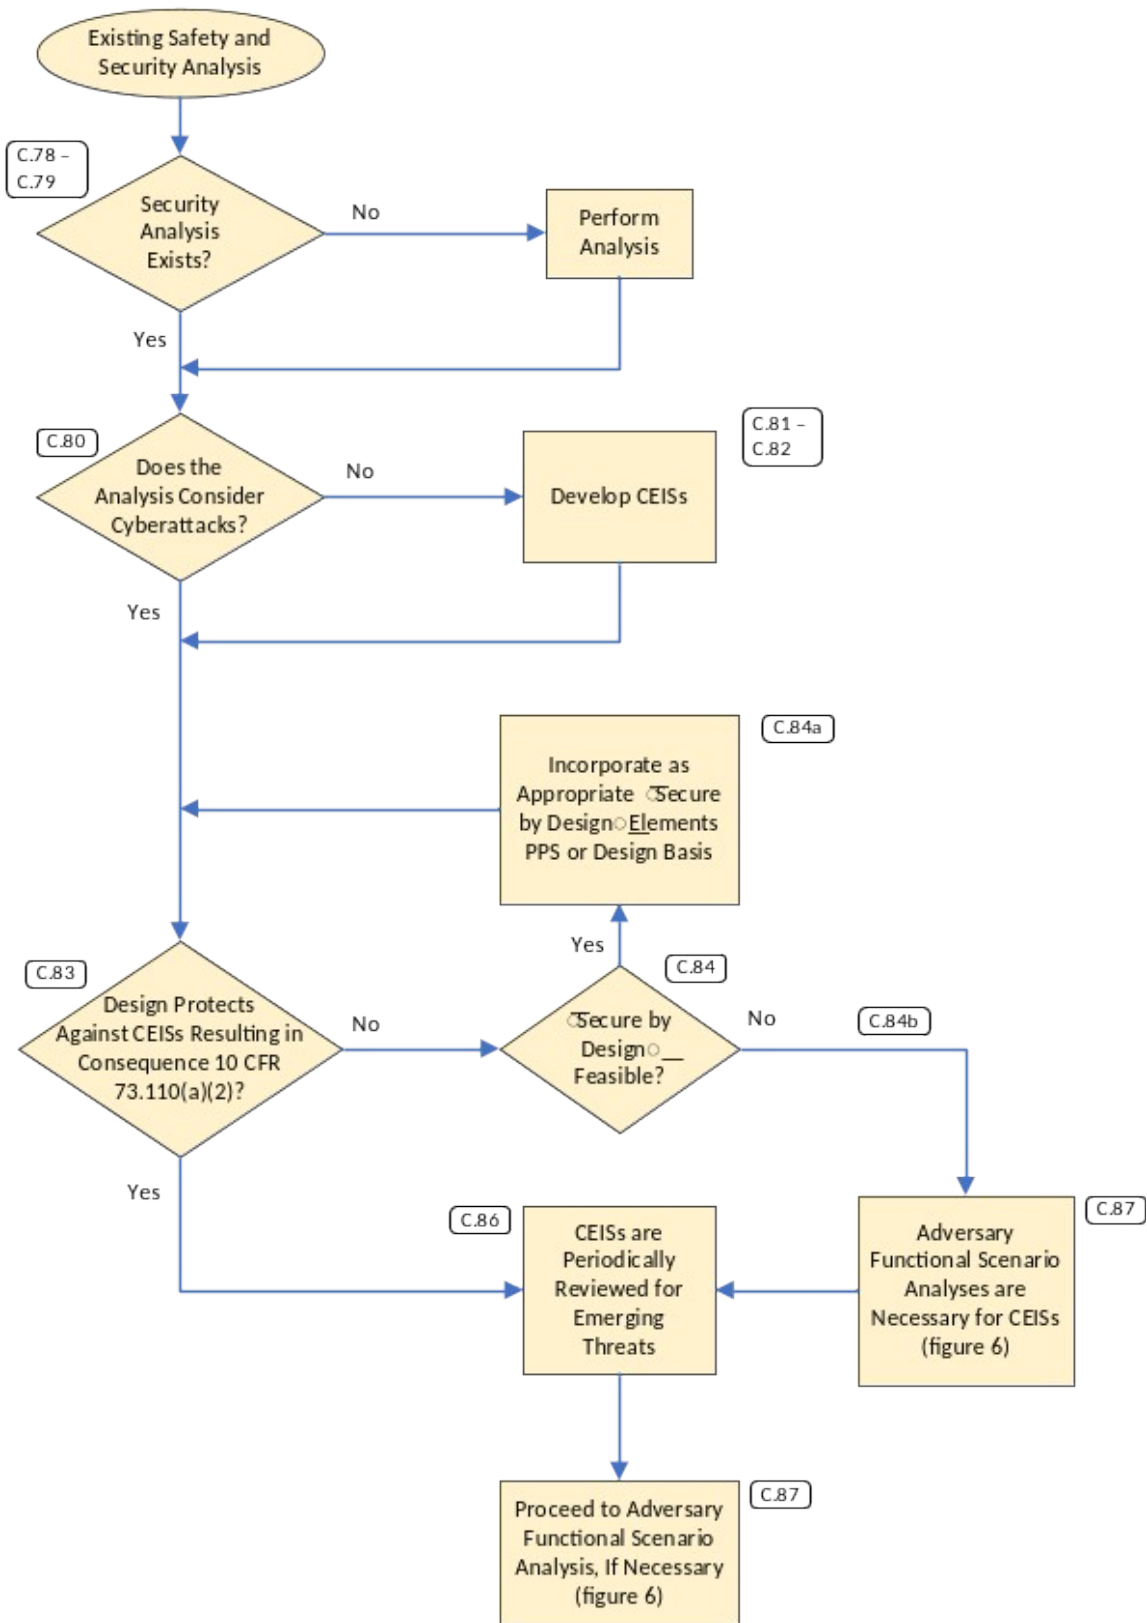 Existing Safety and
Security Analysis
C.78 –
C.79
Security
Analysis
Exists?
No
Perform
Analysis
Yes
C.80
Does the
Analysis Consider
Cyberattacks?
No
Develop CEISs
C.81 –
C.82
Yes
C.84a
Incorporate as
Appropriate Secure
by Design Elements
PPS or Design Basis
Yes
C.83
Design Protects
Against CEISs Resulting in
Consequence 10 CFR
73.110(a)(2)?
No
C.84
Secure by
Design
Feasible?
No
C.84b
Yes
C.86
CEISs are
Periodically
Reviewed for
Emerging
Threats
C.87
Adversary
Functional Scenario
Analyses are
Necessary for CEISs
(figure 6)
C.87
Proceed to Adversary
Functional Scenario
Analysis, If Necessary
(figure 6)